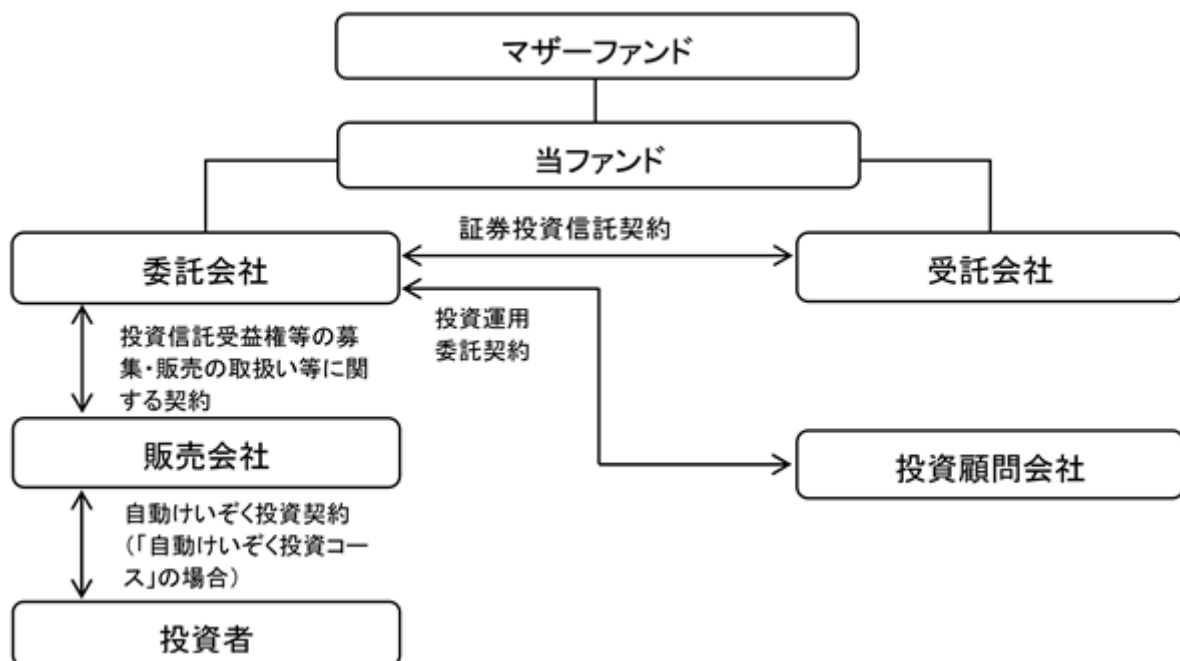 マザーファンド
当ファンド
証券投資信託契約
委託会社
受託会社
投資運用
委託契約
投資信託受益権等の募
集・販売の取扱い等に関
する契約
販売会社
投資顧問会社
自動けいぞく投資契約
(「自動けいぞく投資コー
ス」の場合)
投資者